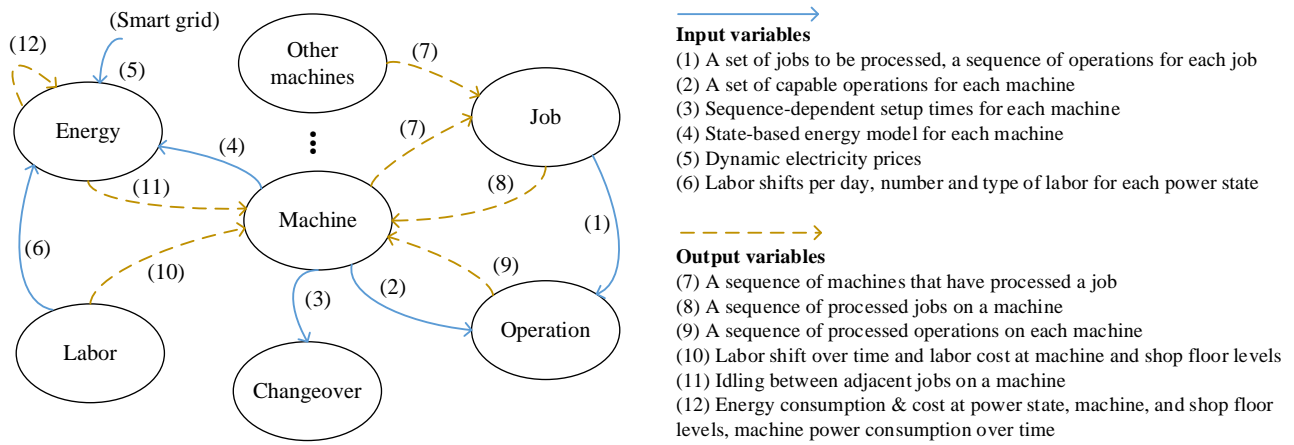 (Smart grid)
(12)
(5)
Other
machines
(7)
Energy
Job
(4)
(7)
(11)
(8)
Machine
(1)
(6)
(10)
(9)
(3)
(2)
Labor
Operation
Changeover
Input variables
(1) A set of jobs to be processed, a sequence of operations for each job
(2) A set of capable operations for each machine
(3) Sequence-dependent setup times for each machine
(4) State-based energy model for each machine
(5) Dynamic electricity prices
(6) Labor shifts per day, number and type of labor for each power state
Output variables
(7) A sequence of machines that have processed a job
(8) A sequence of processed jobs on a machine
(9) A sequence of processed operations on each machine
(10) Labor shift over time and labor cost at machine and shop floor levels
(11) Idling between adjacent jobs on a machine
(12) Energy consumption & cost at power state, machine, and shop floor
levels, machine power consumption over time